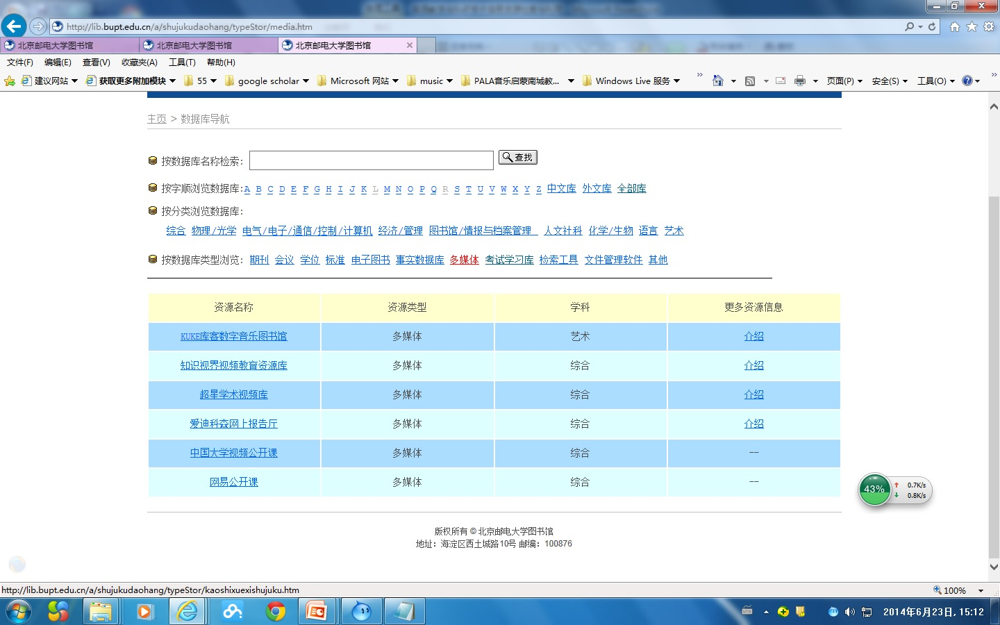 http://lib.bupt.edu.cn/a/shujukudaohang/typeStor/media.htm
北京邮电大学图书馆 北京邮电大学图书馆 北京邮电大学图书馆
文件(F) 编辑(E) 查看(V) 收藏夹(A) 工具(T) 帮助(H)
建议网站 获取更多附加模块 55 google scholar Microsoft 网站 music PALA音乐启蒙南城教... Windows Live 服务 » 页面(P) 安全(S) 工具(O) »
主页 > 数据库导航
按数据库名称检索: 查找
按字顺浏览数据库:A B C D E F G H I J K L M N O P Q R S T U V W X Y Z 中文库 外文库 全部库
按分类浏览数据库:
综合 物理/光学 电气/电子/通信/控制/计算机 经济/管理 图书馆/情报与档案管理 人文社科 化学/生物 语言 艺术
按数据库类型浏览: 期刊 会议 学位 标准 电子图书 事实数据库 多媒体 考试学习库 检索工具 文件管理软件 其他
资源名称 资源类型 学科 更多资源信息
KUKE库客数字音乐图书馆 多媒体 艺术 介绍
知识视界视频教育资源库 多媒体 综合 介绍
超星学术视频库 多媒体 综合 介绍
爱迪科森网上报告厅 多媒体 综合 介绍
中国大学视频公开课 多媒体 综合 --
网易公开课 多媒体 综合 --
43% 0.7K/s
0.8K/s
版权所有 © 北京邮电大学图书馆
地址：海淀区西土城路10号 邮编：100876
http://lib.bupt.edu.cn/a/shujukudaohang/typeStor/kaoshixuexishujuku.htm 100%
2014年6月23日, 15:12